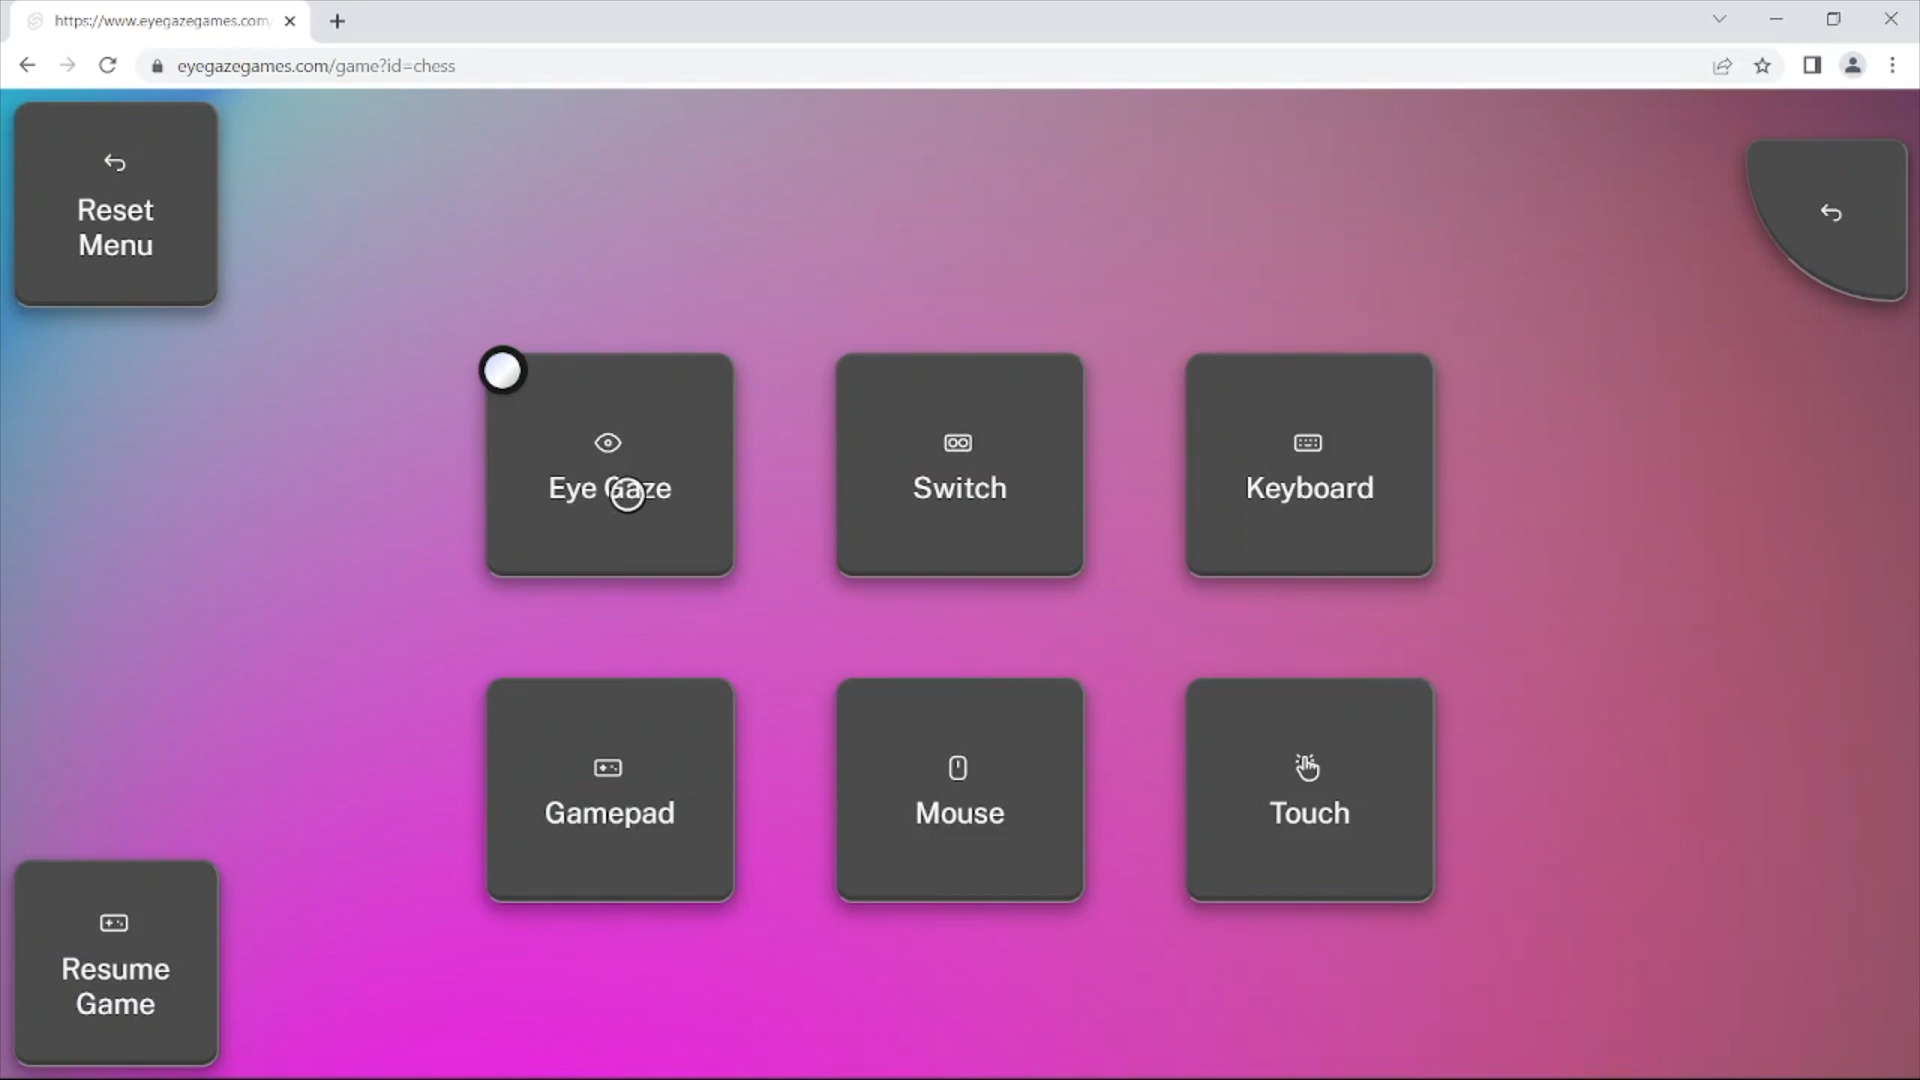 https://www.eyegazegames.com
eyegazegames.com/game?id=chess
Reset
Menu
Eye Gaze
Switch
Keyboard
Gamepad
Mouse
Touch
Resume
Game